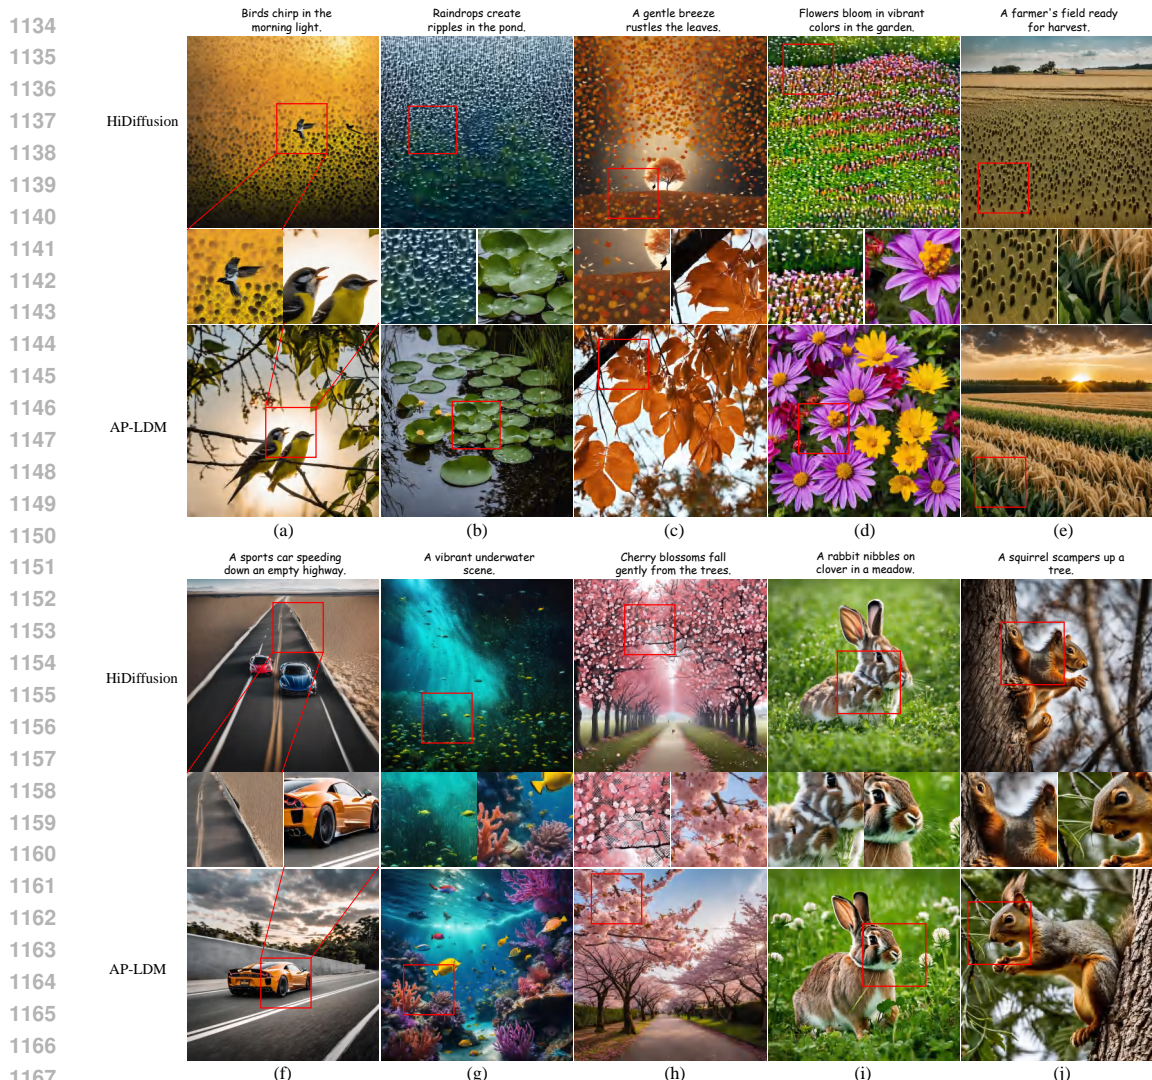 1134
1135
1136
1137
1138
1139
1140
1141
1142
1143
1144
1145
1146
1147
1148
1149
1150
1151
1152
1153
1154
1155
1156
1157
1158
1159
1160
1161
1162
1163
1164
1165
1166
1167
Birds chirp in the
morning light.
Raindrops create
ripples in the pond.
A gentle breeze
rustles the leaves.
Flowers bloom in vibrant
colors in the garden.
A farmer's field ready
for harvest.
HiDiffusion
AP-LDM
(a) (b) (c) (d) (e)
A sports car speeding
down an empty highway.
A vibrant underwater
scene.
Cherry blossoms fall
gently from the trees.
A rabbit nibbles on
clover in a meadow.
A squirrel scampers up a
tree.
HiDiffusion
AP-LDM
(f) (g) (h) (i) (j)